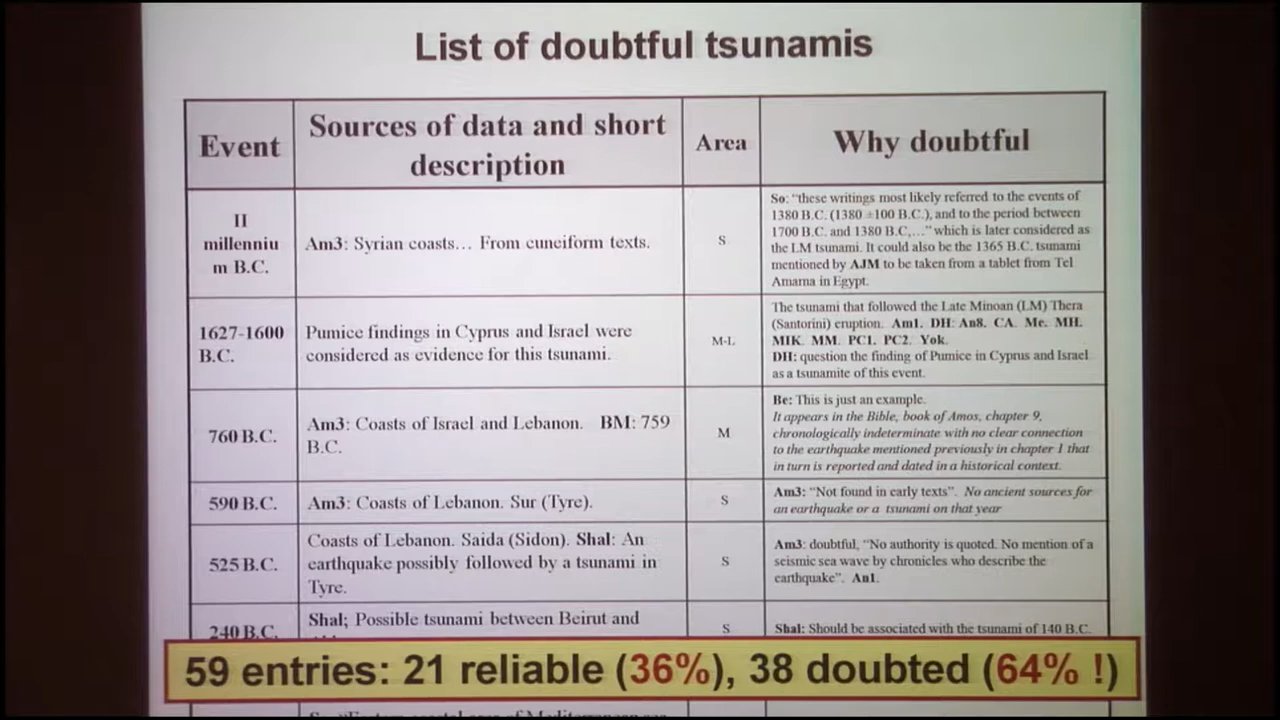 List of doubtful tsunamis
Event
Sources of data and short
description
Area
Why doubtful
II
millenniu
m B.C.
Am3: Syrian coasts… From cuneiform texts.
S
So: "these writings most likely referred to the events of
1380 B.C. (1380 ±100 B.C.), and to the period between
1700 B.C. and 1380 B.C,…" which is later considered as
the LM tsunami. It could also be the 1365 B.C. tsunami
mentioned by AJM to be taken from a tablet from Tel
Amarna in Egypt.
1627-1600
B.C.
Pumice findings in Cyprus and Israel were
considered as evidence for this tsunami.
M-L
The tsunami that followed the Late Minoan (LM) Thera
(Santorini) eruption. Am1. DH: An8. CA. Me. MH.
MIK. MM. PC1. PC2. Yok.
DH: question the finding of Pumice in Cyprus and Israel
as a tsunamite of this event.
760 B.C.
Am3: Coasts of Israel and Lebanon. BM: 759
B.C.
M
Be: This is just an example.
It appears in the Bible, book of Amos, chapter 9,
chronologically indeterminate with no clear connection
to the earthquake mentioned previously in chapter 1 that
in turn is reported and dated in a historical context.
590 B.C.
Am3: Coasts of Lebanon. Sur (Tyre).
S
Am3: "Not found in early texts". No ancient sources for
an earthquake or a tsunami on that year
525 B.C.
Coasts of Lebanon. Saida (Sidon). Shal: An
earthquake possibly followed by a tsunami in
Tyre.
S
Am3: doubtful, "No authority is quoted. No mention of a
seismic sea wave by chronicles who describe the
earthquake". An1.
240 B.C.
Shal; Possible tsunami between Beirut and
S
Shal: Should be associated with the tsunami of 140 B.C.
59 entries: 21 reliable (36%), 38 doubted (64% !)